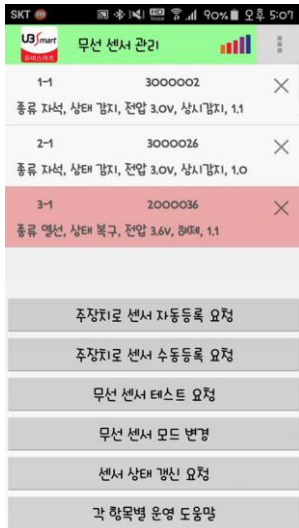 SKT 90% 오후 5:07
UBSmart
유비스마트
무선 센서 관리
1-1 3000002
종류 자석, 상태 감지, 전압 3.0V, 상시감지, 1.1
2-1 3000026
종류 자석, 상태 감지, 전압 3.0V, 상시감지, 1.0
3-1 2000036
종류 열선, 상태 복구, 전압 3.6V, 해제, 1.1
주장치로 센서 자동등록 요청
주장치로 센서 수동등록 요청
무선 센서 테스트 요청
무선 센서 모드 변경
센서 상태 갱신 요청
각 항목별 운영 도움말